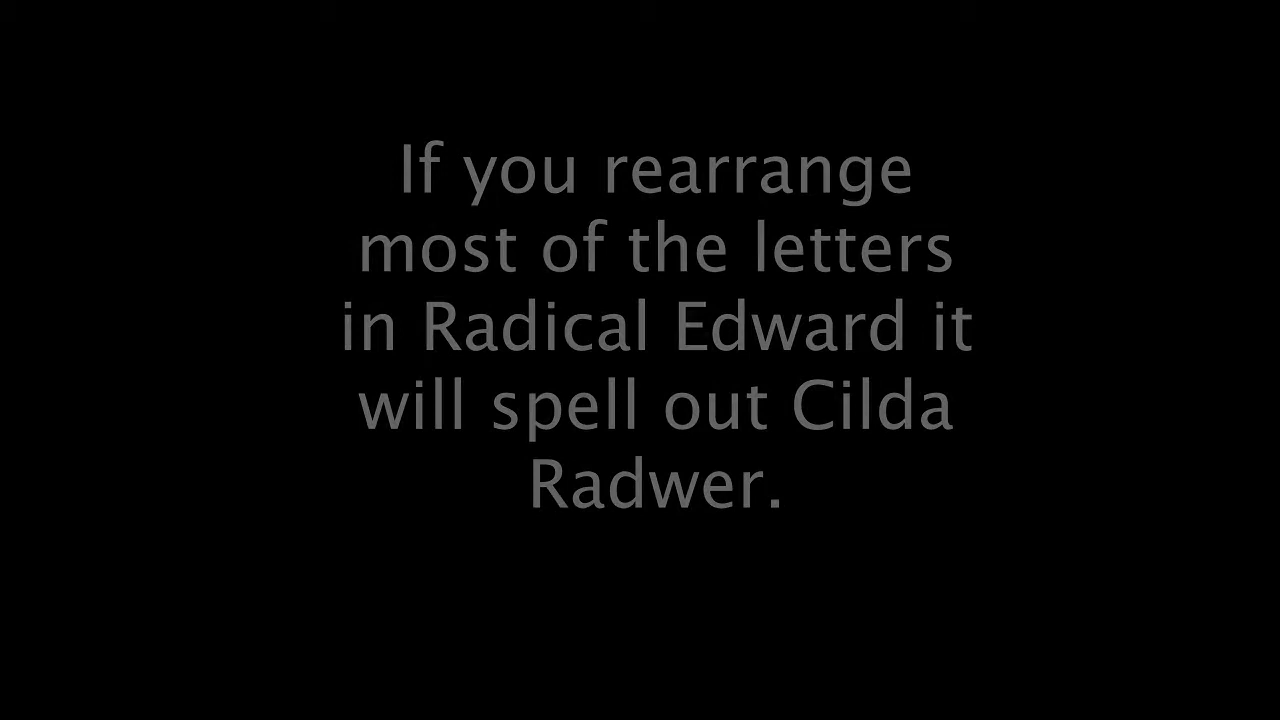 If you rearrange
most of the letters
in Radical Edward it
will spell out Cilda
Radwer.